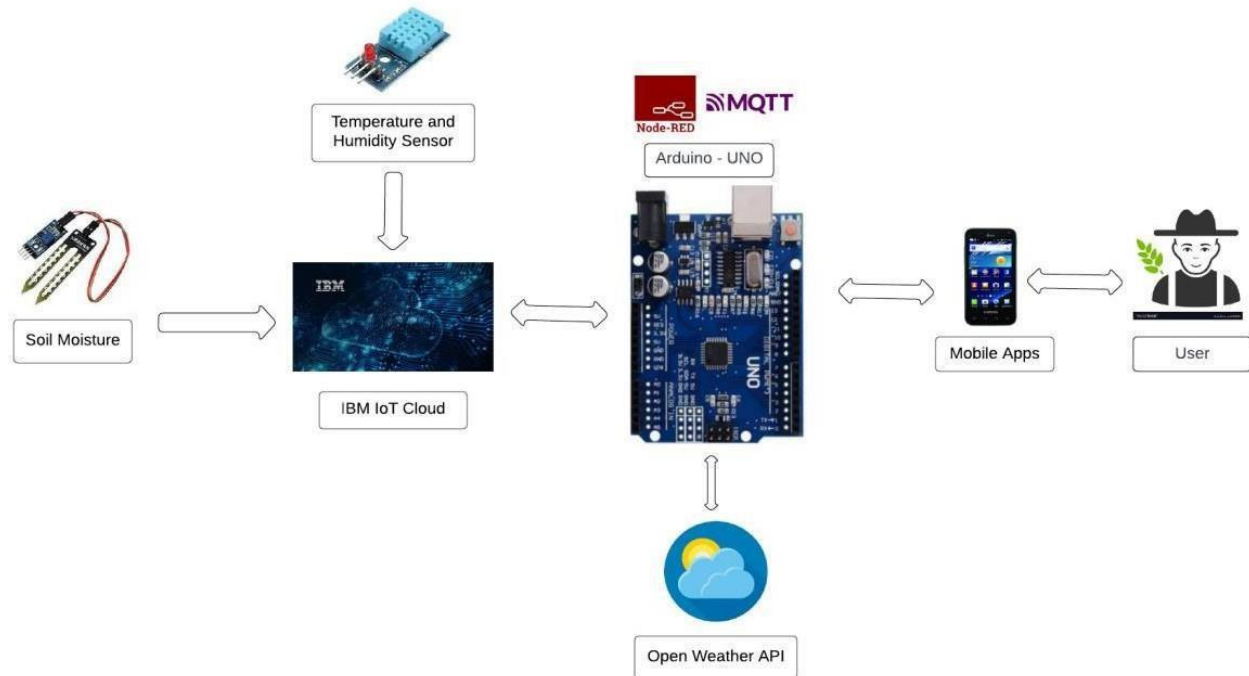 Temperature and
Humidity Sensor
Node-RED
MQTT
Arduino - UNO
IBM
Soil Moisture
IBM IoT Cloud
UNO
Mobile Apps
User
Open Weather API